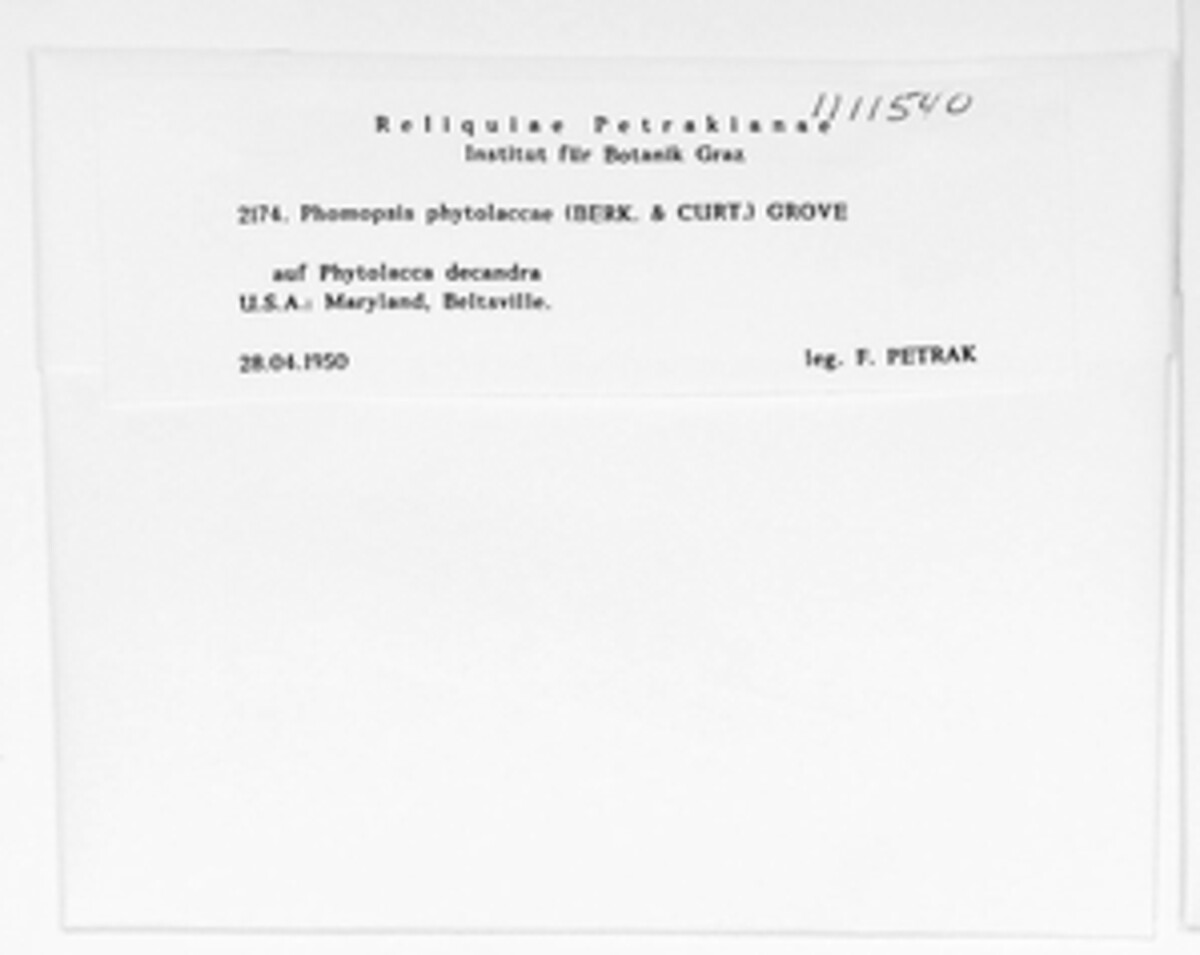 1111540
Reliquiae Petrakianae
Institut für Botanik Graz
2174. Phomopsis phytolaccae (BERK. & CURT.) GROVE
auf Phytolacca decandra
U.S.A.: Maryland, Beltsville.
28.04.1950 leg. F. PETRAK